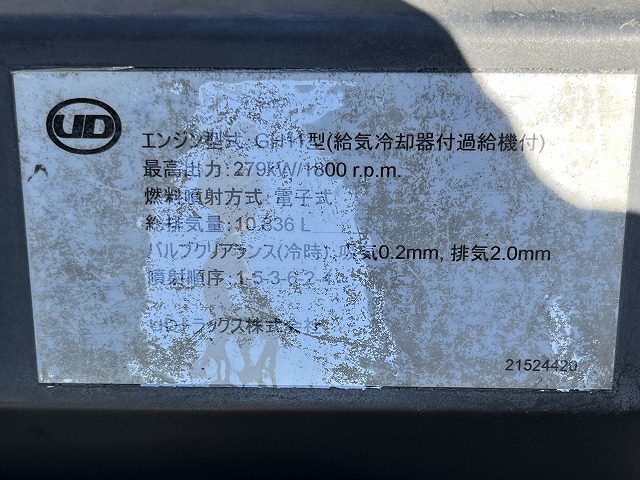 UD
エンジン型式: GH11型(給気冷却器付過給機付)
最高出力:279kW/1800 r.p.m.
燃料噴射方式:電子式
総排気量:10.836 L
バルブクリアランス(冷時): 吸気0.2mm, 排気2.0mm
噴射順序:1-5-3-6-2-4
UDトラックス株式会社
21524420